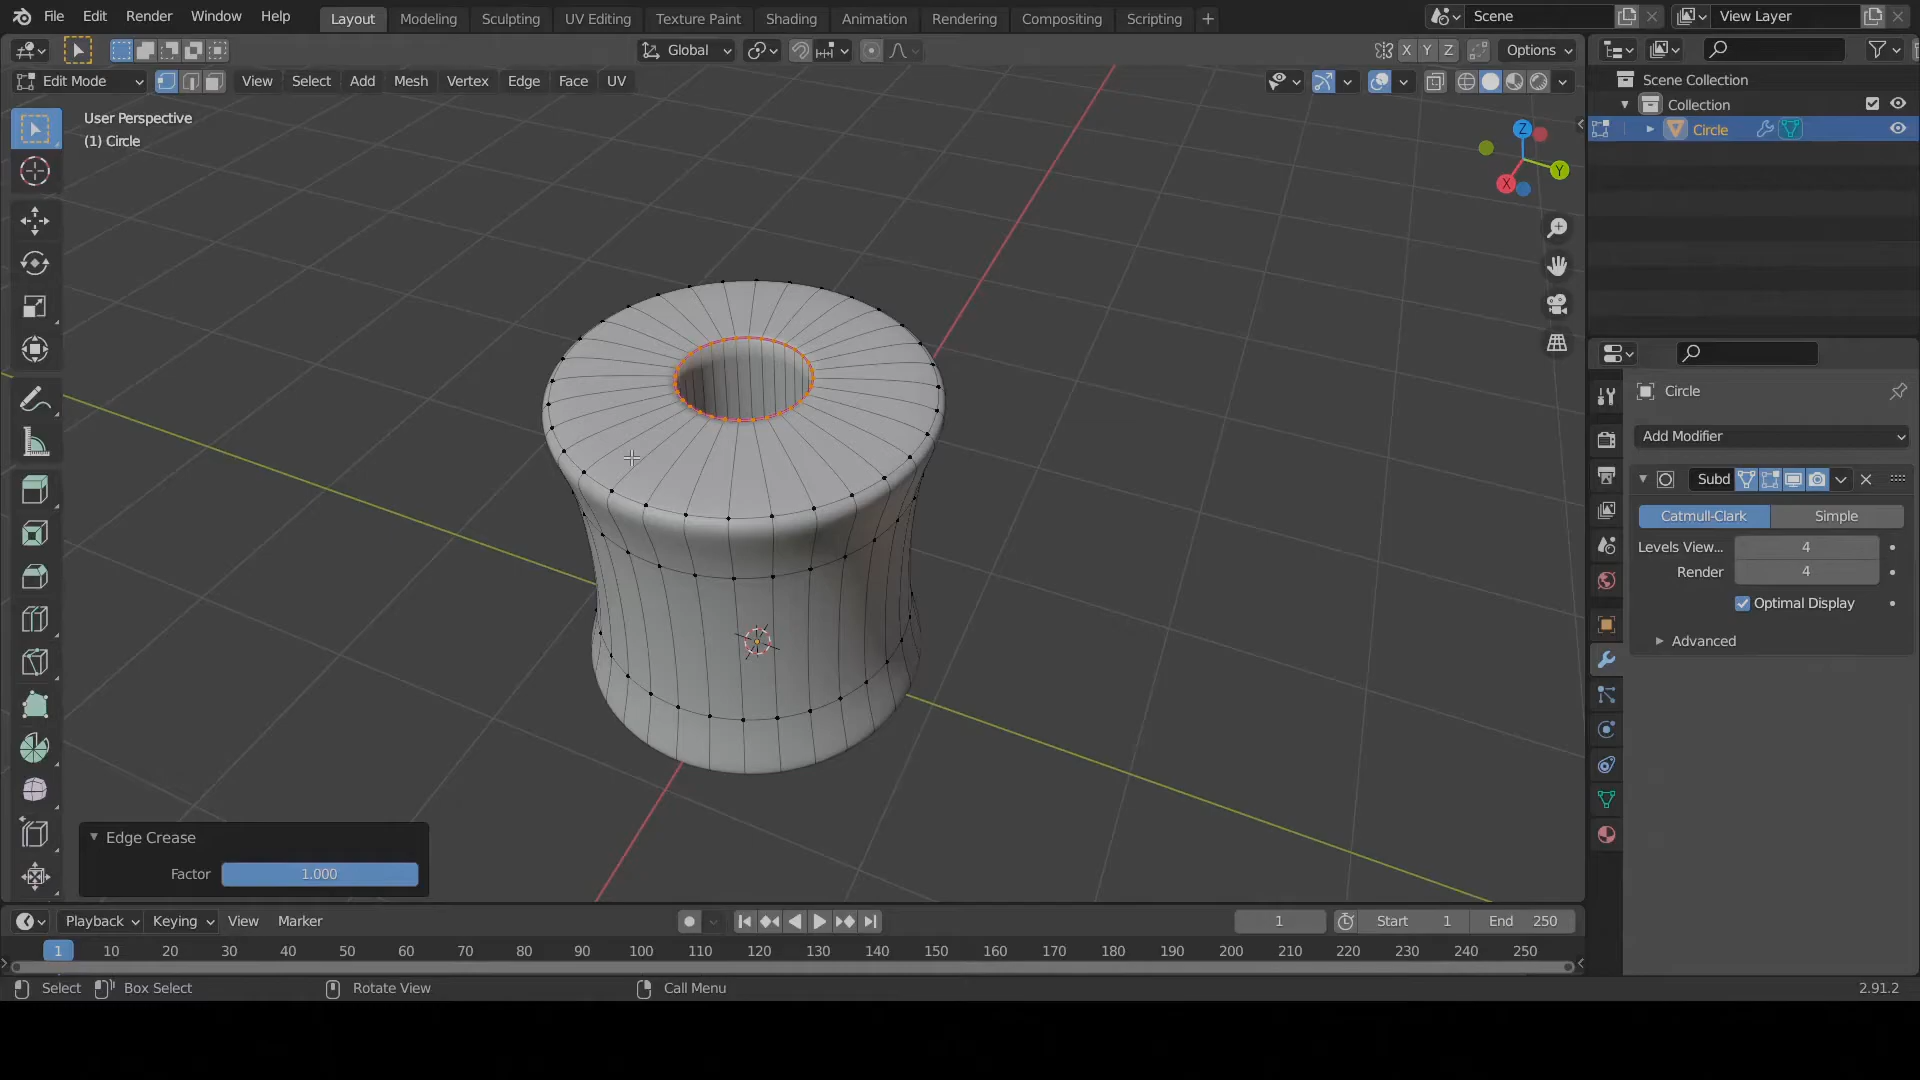 File Edit Render Window Help
Layout Modeling Sculpting UV Editing Texture Paint Shading Animation Rendering Compositing Scripting +
Scene
View Layer
Global
X Y Z
Options
Edit Mode
View Select Add Mesh Vertex Edge Face UV
User Perspective
(1) Circle
Z
Y
X
Scene Collection
Collection
Circle
Circle
Add Modifier
Subd
Catmull-Clark Simple
Levels View... 4
Render 4
Optimal Display
Advanced
Edge Crease
Factor 1.000
Playback Keying View Marker
1
Start 1
End 250
1 10 20 30 40 50 60 70 80 90 100 110 120 130 140 150 160 170 180 190 200 210 220 230 240 250
Select Box Select Rotate View Call Menu
2.91.2